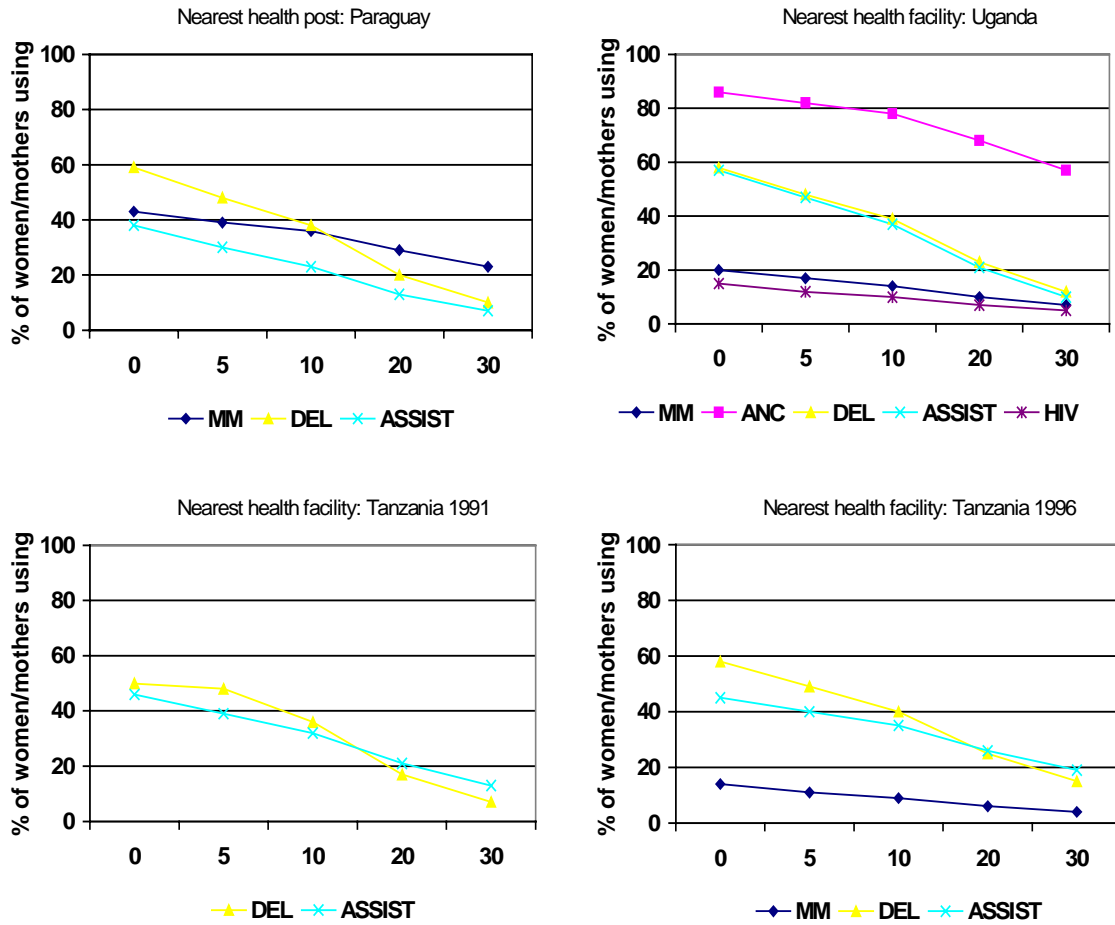 Nearest health post: Paraguay
% of women/mothers using
100
80
60
40
20
0
0 5 10 20 30
MM DEL ASSIST
Nearest health facility: Uganda
% of women/mothers using
100
80
60
40
20
0
0 5 10 20 30
MM ANC DEL ASSIST HIV
Nearest health facility: Tanzania 1991
% of women/mothers using
100
80
60
40
20
0
0 5 10 20 30
DEL ASSIST
Nearest health facility: Tanzania 1996
% of women/mothers using
100
80
60
40
20
0
0 5 10 20 30
MM DEL ASSIST